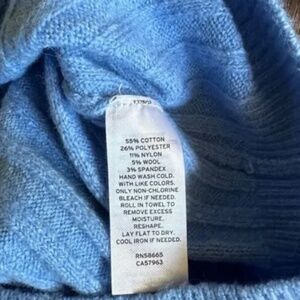 55% COTTON
26% POLYESTER
11% NYLON
5% WOOL
3% SPANDEX
HAND WASH COLD.
WITH LIKE COLORS.
ONLY NON-CHLORINE
BLEACH IF NEEDED.
ROLL IN TOWEL TO
REMOVE EXCESS
MOISTURE.
RESHAPE.
LAY FLAT TO DRY.
COOL IRON IF NEEDED.
RN58665
CA57963